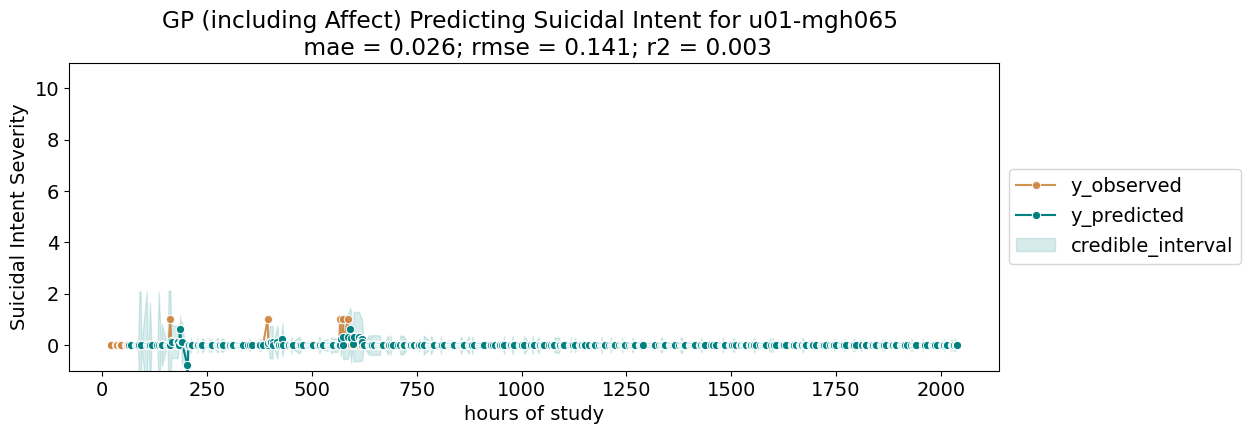 GP (including Affect) Predicting Suicidal Intent for u01-mgh065
mae = 0.026; rmse = 0.141; r2 = 0.003
Suicidal Intent Severity
10
8
6
4
2
0
0 250 500 750 1000 1250 1500 1750 2000
hours of study
y_observed
y_predicted
credible_interval